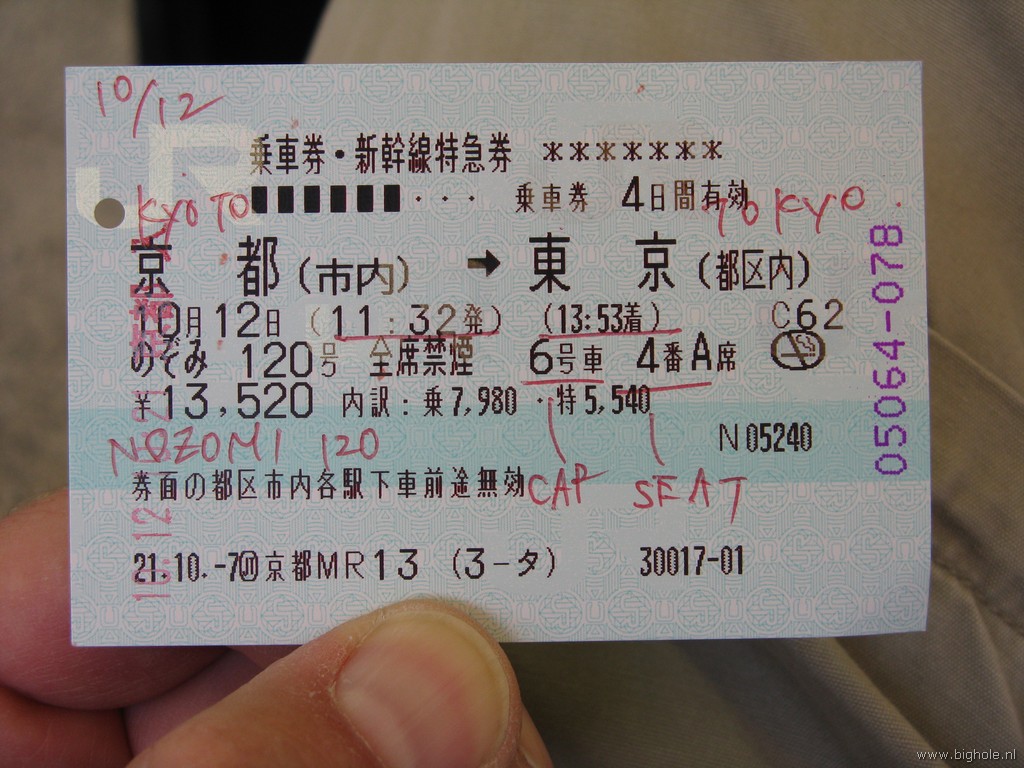 10/12
JR
乗車券・新幹線特急券 *******
■■■■■■・・・ 乗車券 4日間有効
KYOTO TOKYO
京都(市内) → 東京(都区内)
10月12日 (11:32発) (13:53着) C62
のぞみ 120号 全席禁煙 6号車 4番A席
¥13,520 内訳:乗7,980・特5,540
NOZOMI 120 N05240
券面の都区市内各駅下車前途無効
CAR SEAT
21.10.-7 京都MR13 (3-タ) 30017-01
05064-078
www.bighole.nl